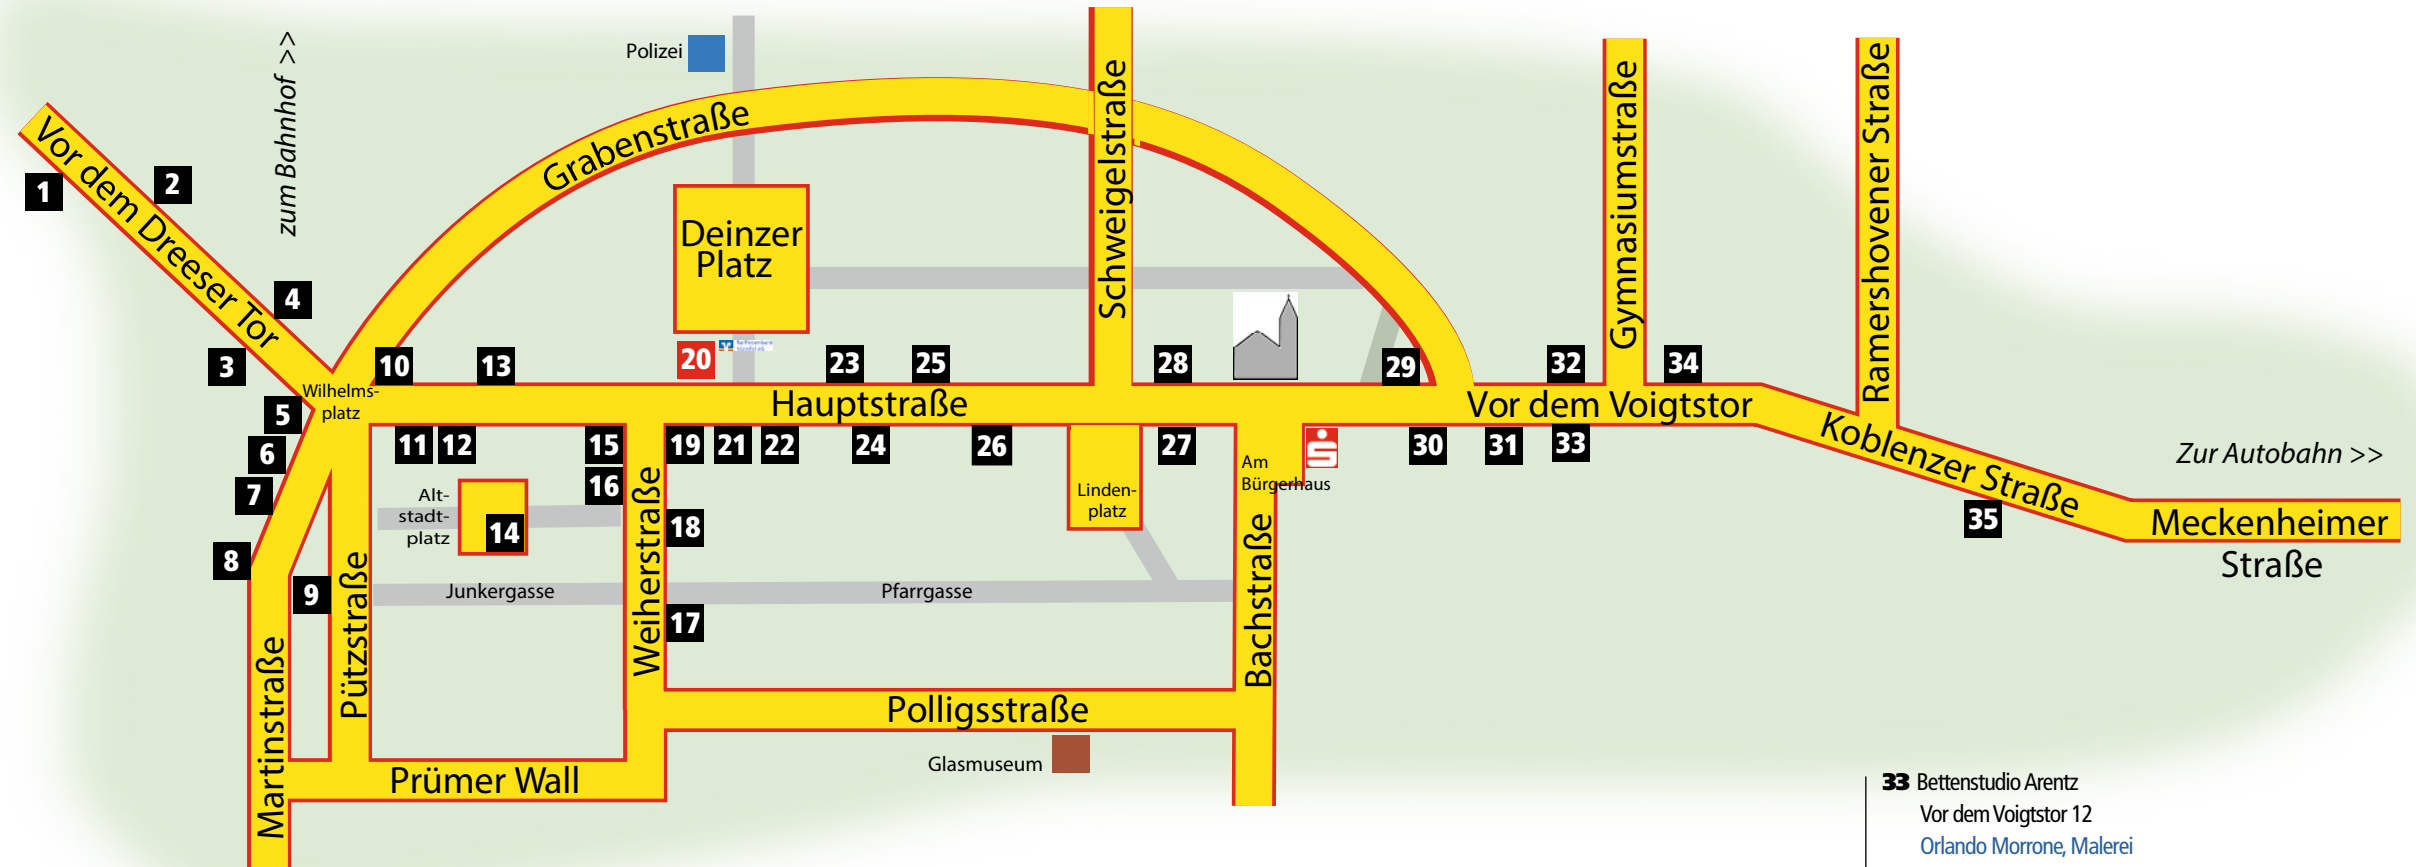 Polizei
zum Bahnhof >>
Vor dem Dreeser Tor
Grabenstraße
Schweigelstraße
Gymnasiumstraße
Ramershovener Straße
1
2
3
4
Deinzer
Platz
5
6
7
8
9
10
13
20
23
25
28
29
32
34
Wilhelms-
platz
Hauptstraße
Vor dem Voigtstor
Koblenzer Straße
Zur Autobahn >>
11
12
15
19
21
22
24
26
27
30
31
33
35
16
Alt-
stadt-
platz
14
18
17
Weiherstraße
Linden-
platz
Am
Bürgerhaus
Meckenheimer
Straße
Junkergasse
Pfarrgasse
Pützstraße
Bachstraße
Martinstraße
Polligsstraße
Prümer Wall
Glasmuseum
33 Bettenstudio Arentz
Vor dem Voigtstor 12
Orlando Morrone, Malerei